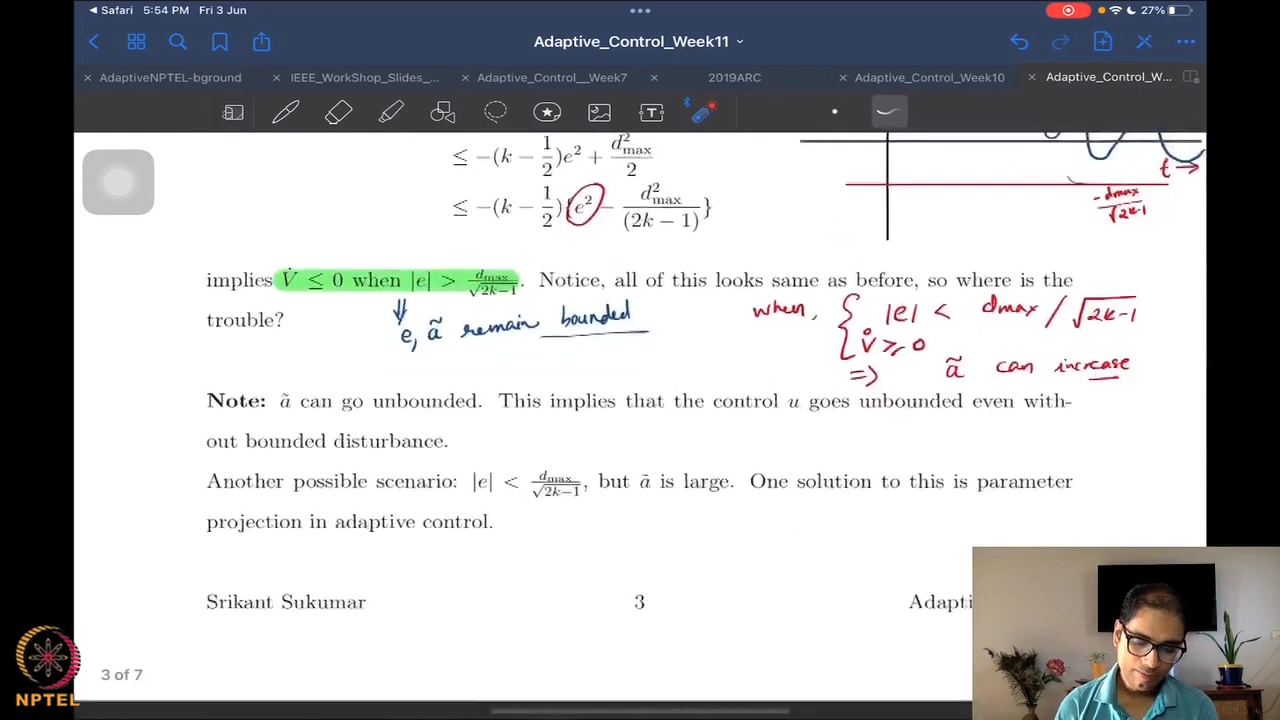 Safari 5:54 PM Fri 3 Jun
27%
Adaptive_Control_Week11
AdaptiveNPTEL-bground
IEEE_WorkShop_Slides_...
Adaptive_Control__Week7
2019ARC
Adaptive_Control_Week10
Adaptive_Control_W...
≤ −(k − 1/2)e² + d²max/2
≤ −(k − 1/2){e² − d²max/(2k − 1)}
t →
−dmax/√2k-1
implies V̇ ≤ 0 when |e| > dmax/√2k−1. Notice, all of this looks same as before, so where is the
trouble?
⇓
e, ã remain bounded
when, { |e| < dmax / √2k-1
V̇ ≥ 0
=> ã can increase
Note: ã can go unbounded. This implies that the control u goes unbounded even with-
out bounded disturbance.
Another possible scenario: |e| < dmax/√2k−1, but ã is large. One solution to this is parameter
projection in adaptive control.
Srikant Sukumar
3
Adapti
3 of 7
NPTEL